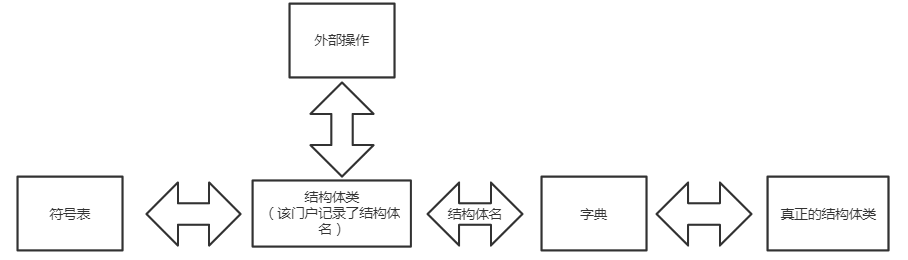 外部操作
符号表
结构体类
（该门户记录了结构体
名）
结构体名
字典
真正的结构体类